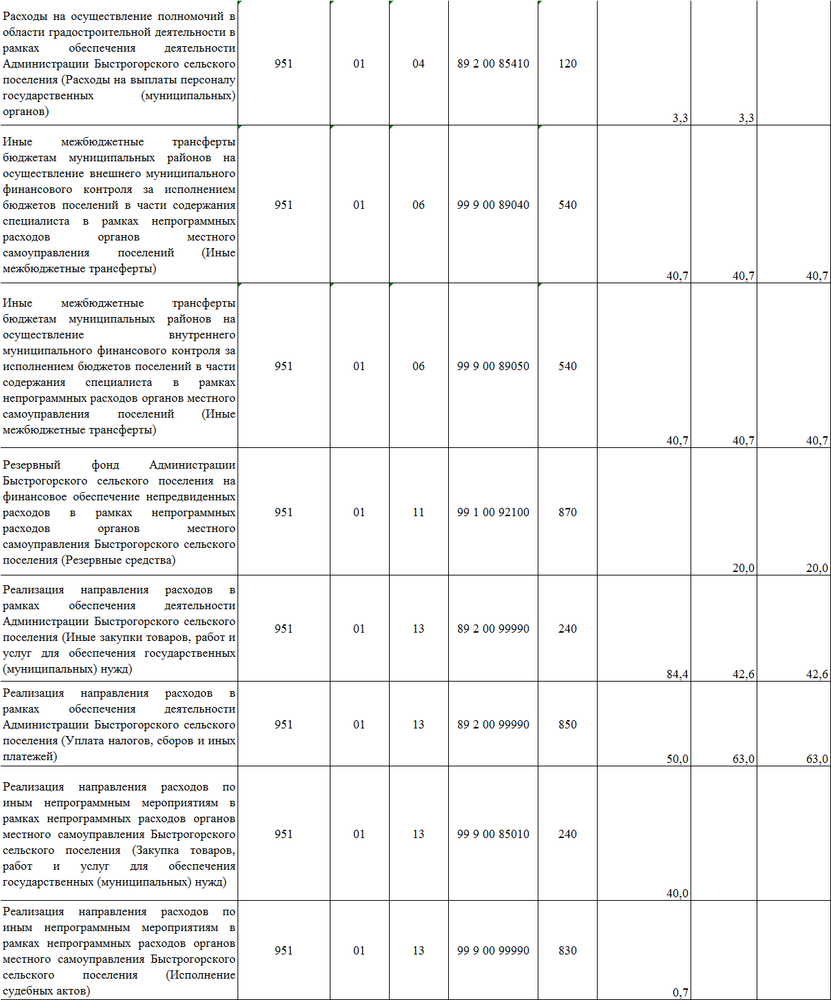 Расходы на осуществление полномочий в
области градостроительной деятельности в
рамках обеспечения деятельности
Администрации Быстрогорского сельского
поселения (Расходы на выплаты персоналу
государственных (муниципальных)
органов)
951 01 04 89 2 00 85410 120
3,3 3,3
Иные межбюджетные трансферты
бюджетам муниципальных районов на
осуществление внешнего муниципального
финансового контроля за исполнением
бюджетов поселений в части содержания
специалиста в рамках непрограммных
расходов органов местного
самоуправления поселений (Иные
межбюджетные трансферты)
951 01 06 99 9 00 89040 540
40,7 40,7 40,7
Иные межбюджетные трансферты
бюджетам муниципальных районов на
осуществление внутреннего
муниципального финансового контроля за
исполнением бюджетов поселений в части
содержания специалиста в рамках
непрограммных расходов органов местного
самоуправления поселений (Иные
межбюджетные трансферты)
951 01 06 99 9 00 89050 540
40,7 40,7 40,7
Резервный фонд Администрации
Быстрогорского сельского поселения на
финансовое обеспечение непредвиденных
расходов в рамках непрограммных
расходов органов местного
самоуправления Быстрогорского сельского
поселения (Резервные средства)
951 01 11 99 1 00 92100 870
20,0 20,0
Реализация направления расходов в
рамках обеспечения деятельности
Администрации Быстрогорского сельского
поселения (Иные закупки товаров, работ и
услуг для обеспечения государственных
(муниципальных) нужд)
951 01 13 89 2 00 99990 240
84,4 42,6 42,6
Реализация направления расходов в
рамках обеспечения деятельности
Администрации Быстрогорского сельского
поселения (Уплата налогов, сборов и иных
платежей)
951 01 13 89 2 00 99990 850
50,0 63,0 63,0
Реализация направления расходов по
иным непрограммным мероприятиям в
рамках непрограммных расходов органов
местного самоуправления Быстрогорского
сельского поселения (Закупка товаров,
работ и услуг для обеспечения
государственных (муниципальных) нужд)
951 01 13 99 9 00 85010 240
40,0
Реализация направления расходов по
иным непрограммным мероприятиям в
рамках непрограммных расходов органов
местного самоуправления Быстрогорского
сельского поселения (Исполнение
судебных актов)
951 01 13 99 9 00 99990 830
0,7